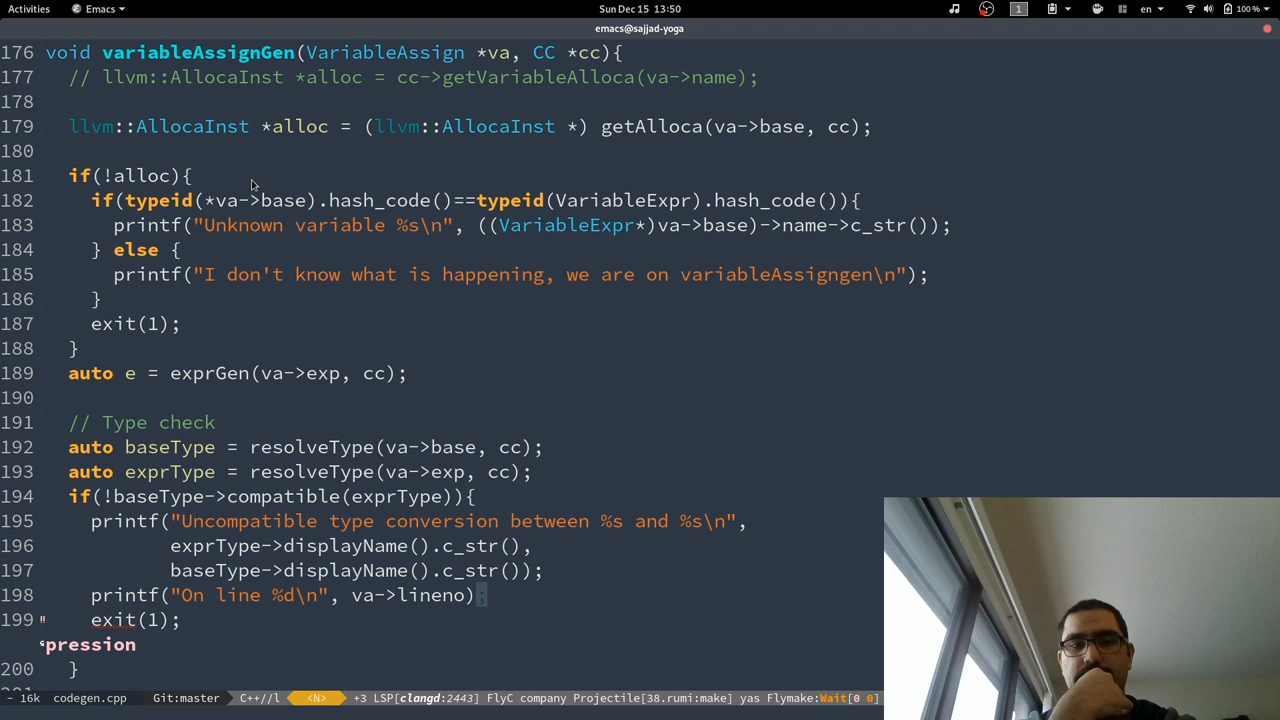 Activities Emacs Sun Dec 15 13:50 1 en 100 %
emacs@sajjad-yoga
176 void variableAssignGen(VariableAssign *va, CC *cc){
177 // llvm::AllocaInst *alloc = cc->getVariableAlloca(va->name);
178
179 llvm::AllocaInst *alloc = (llvm::AllocaInst *) getAlloca(va->base, cc);
180
181 if(!alloc){
182 if(typeid(*va->base).hash_code()==typeid(VariableExpr).hash_code()){
183 printf("Unknown variable %s\n", ((VariableExpr*)va->base)->name->c_str());
184 } else {
185 printf("I don't know what is happening, we are on variableAssigngen\n");
186 }
187 exit(1);
188 }
189 auto e = exprGen(va->exp, cc);
190
191 // Type check
192 auto baseType = resolveType(va->base, cc);
193 auto exprType = resolveType(va->exp, cc);
194 if(!baseType->compatible(exprType)){
195 printf("Uncompatible type conversion between %s and %s\n",
196 exprType->displayName().c_str(),
197 baseType->displayName().c_str());
198 printf("On line %d\n", va->lineno);
199 !! exit(1);
pression
200 }
- 16k codegen.cpp Git:master C++//l <N> +3 LSP[clangd:2443] FlyC company Projectile[38.rumi:make] yas Flymake:Wait[0 0]